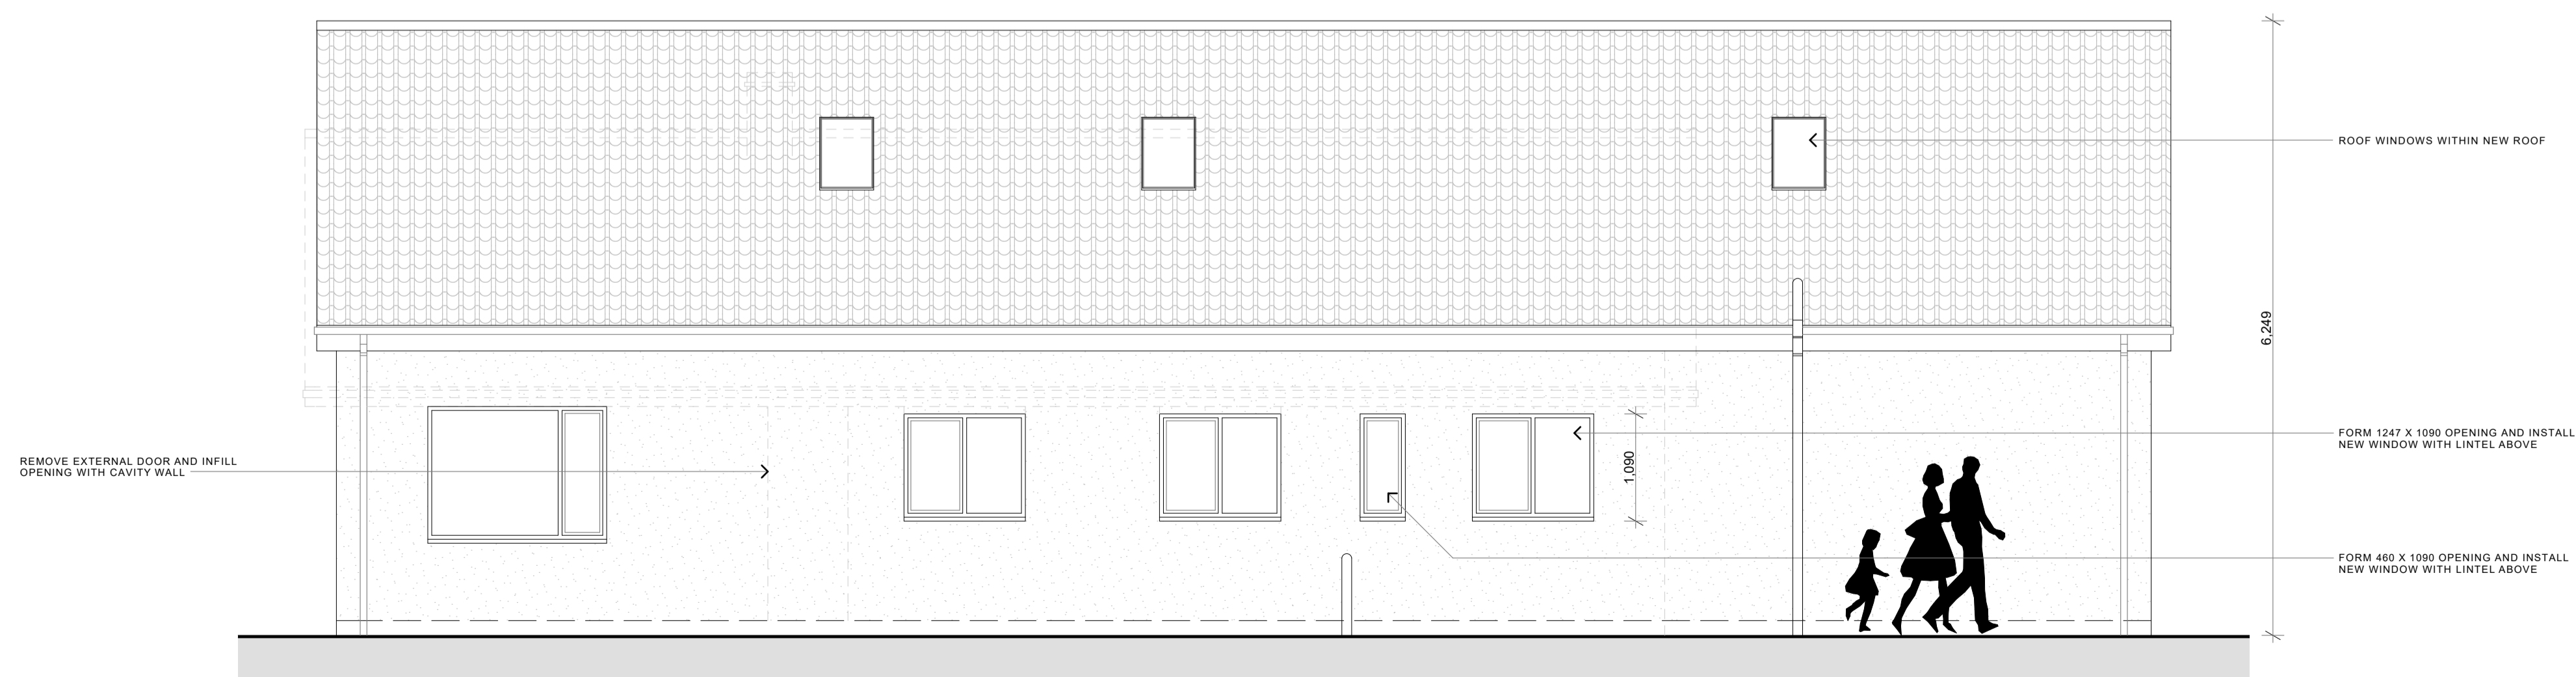 ROOF WINDOWS WITHIN NEW ROOF
6,249
REMOVE EXTERNAL DOOR AND INFILL
OPENING WITH CAVITY WALL
1,090
FORM 1247 X 1090 OPENING AND INSTALL
NEW WINDOW WITH LINTEL ABOVE
FORM 460 X 1090 OPENING AND INSTALL
NEW WINDOW WITH LINTEL ABOVE